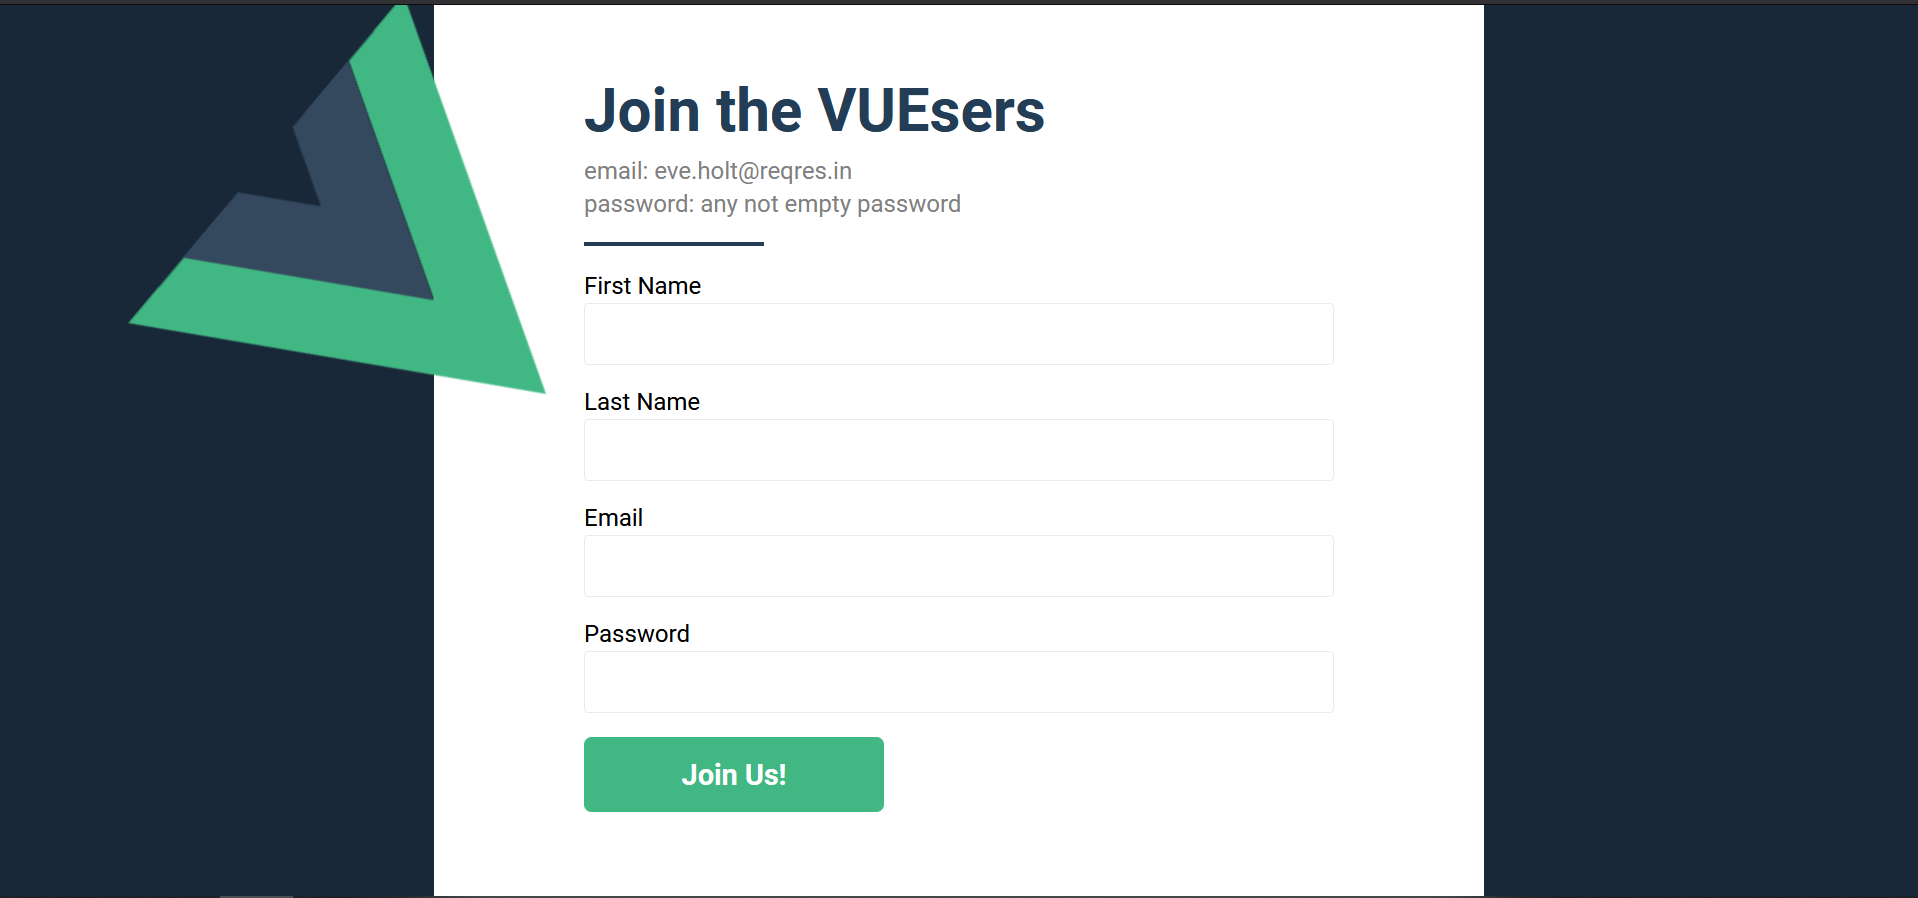 Join the VUEsers
email: eve.holt@reqres.in
password: any not empty password
First Name
Last Name
Email
Password
Join Us!